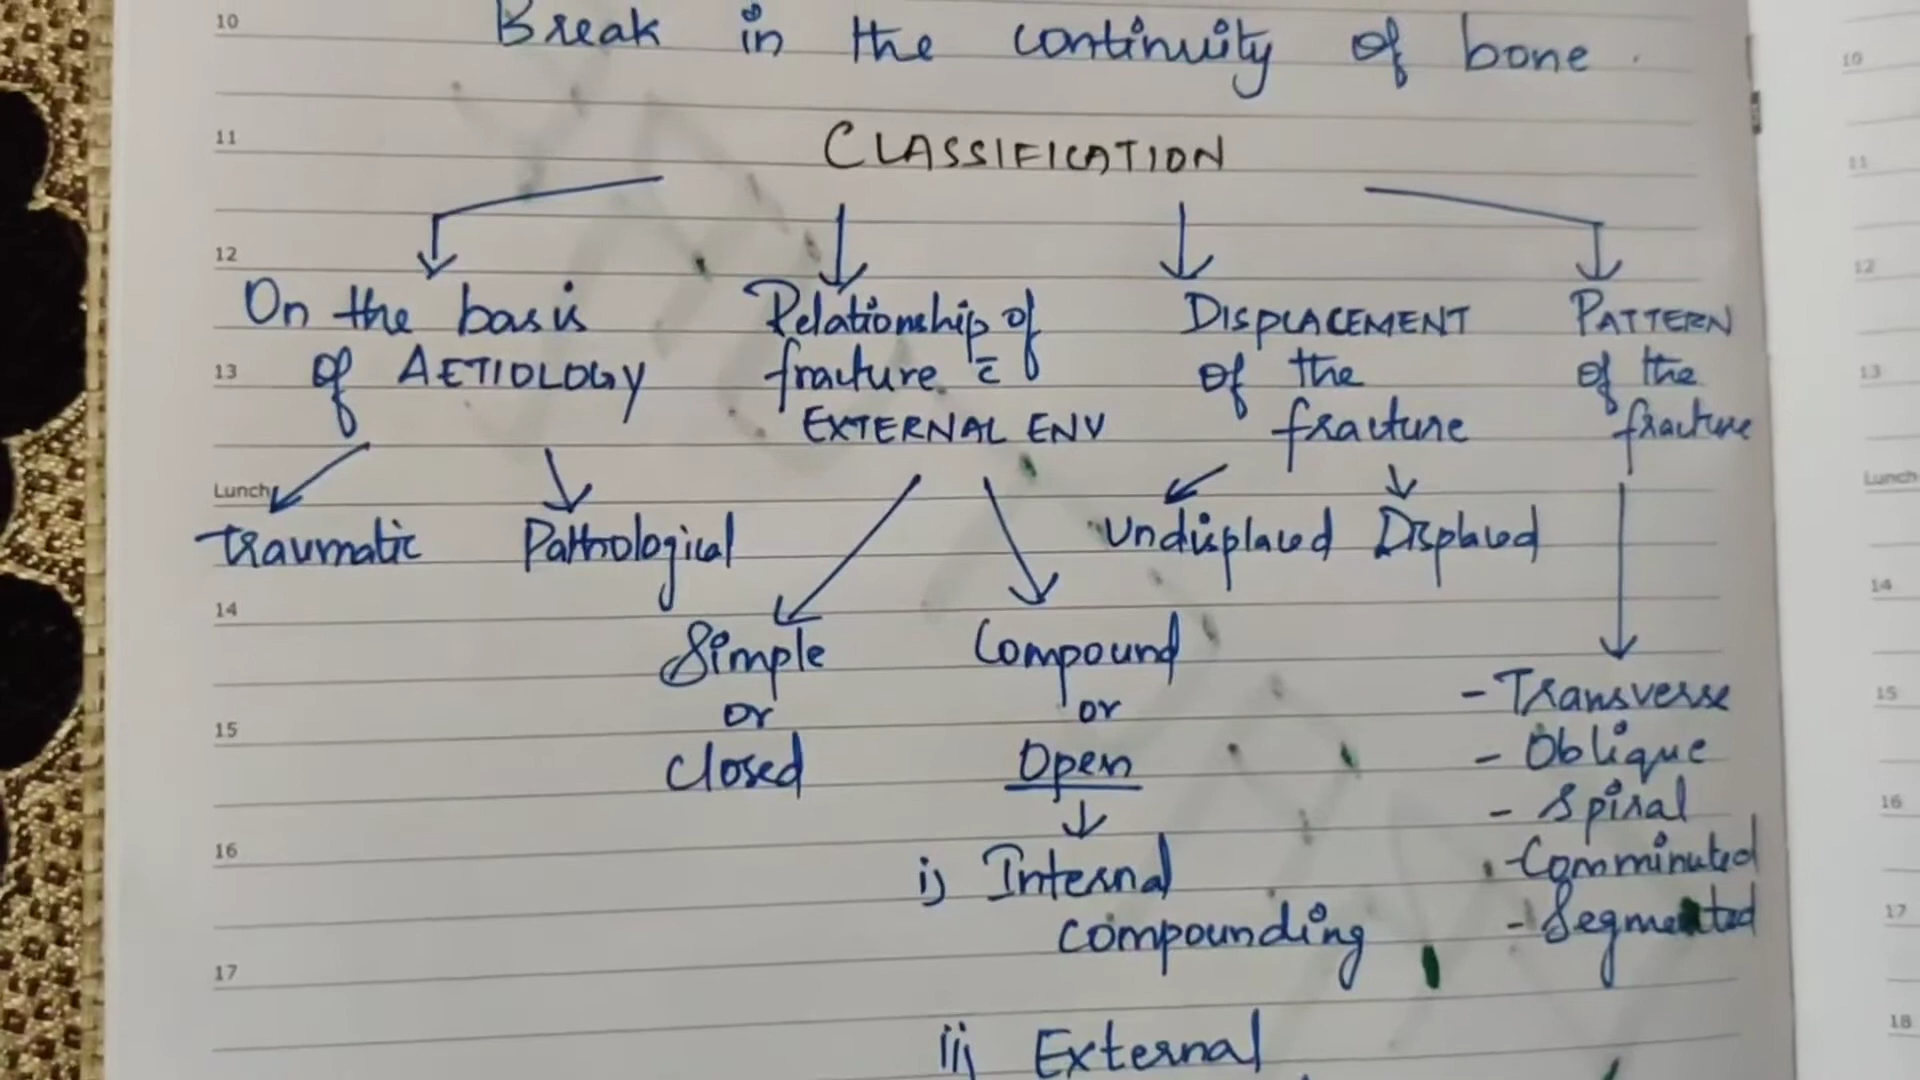 Break in the continuity of bone.
CLASSIFICATION
On the basis
of AETIOLOGY
Relationship of
fracture c̄
EXTERNAL ENV
DISPLACEMENT
of the
fracture
PATTERN
of the
fracture
Traumatic
Pathological
Simple
or
Closed
Compound
or
Open
i) Internal
compounding
ii) External
Undisplaced
Displaced
- Transverse
- Oblique
- Spiral
- Comminuted
- Segmented
10
11
12
13
Lunch
14
15
16
17
10
11
12
13
Lunch
14
15
16
17
18